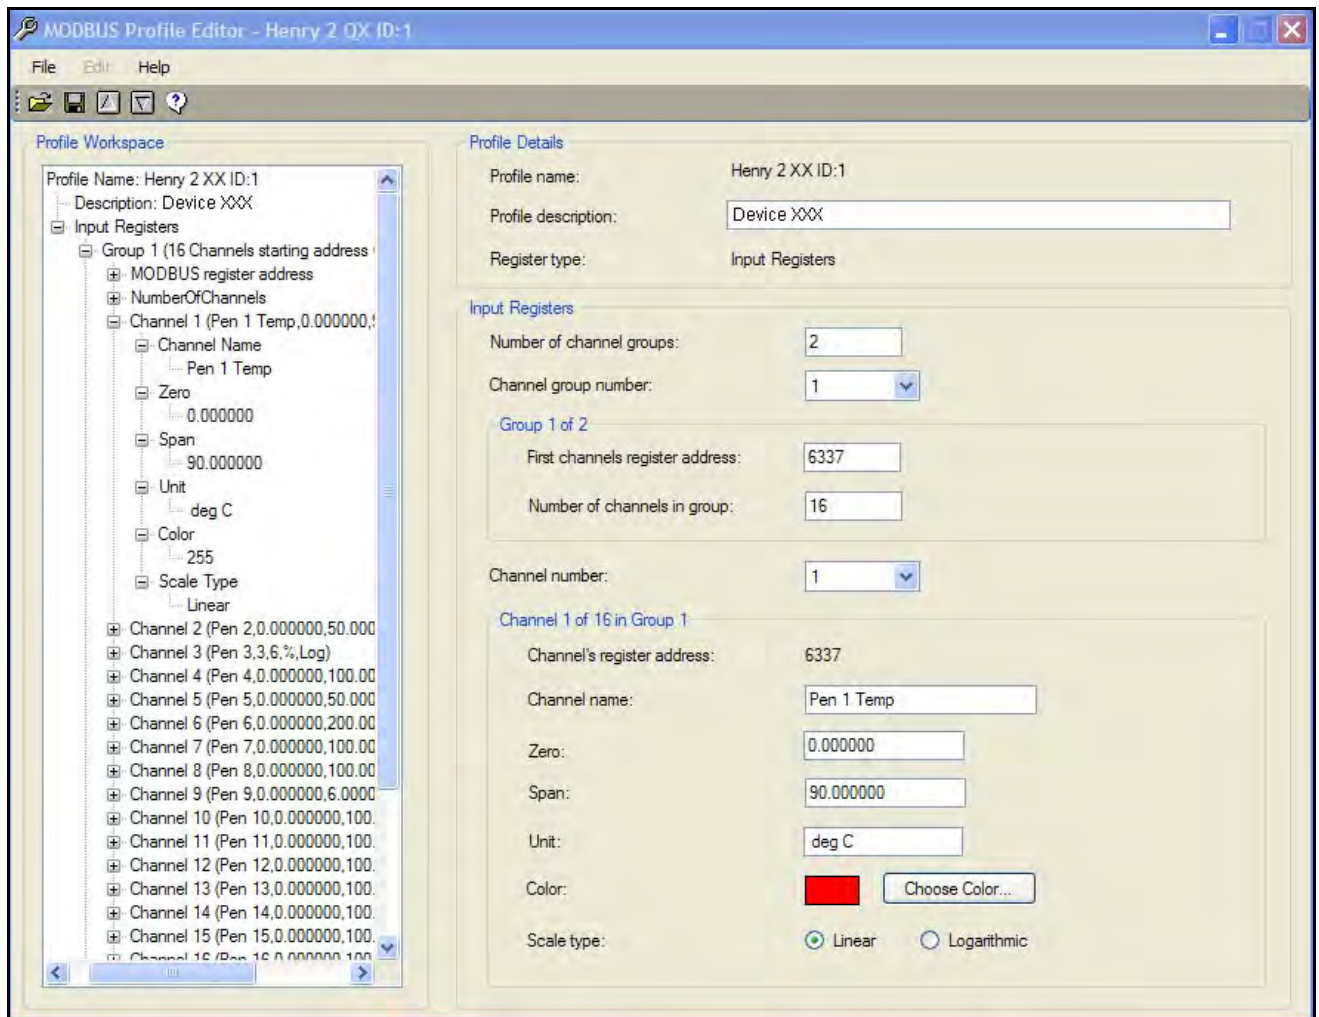 MODBUS Profile Editor - Henry 2 QX ID:1
File Edit Help
Profile Workspace
Profile Name: Henry 2 XX ID:1
Description: Device XXX
Input Registers
Group 1 (16 Channels starting address
MODBUS register address
NumberOfChannels
Channel 1 (Pen 1 Temp,0.000000,
Channel Name
Pen 1 Temp
Zero
0.000000
Span
90.000000
Unit
deg C
Color
255
Scale Type
Linear
Channel 2 (Pen 2,0.000000,50.000
Channel 3 (Pen 3,3,6,%,Log)
Channel 4 (Pen 4,0.000000,100.00
Channel 5 (Pen 5,0.000000,50.000
Channel 6 (Pen 6,0.000000,200.00
Channel 7 (Pen 7,0.000000,100.00
Channel 8 (Pen 8,0.000000,100.00
Channel 9 (Pen 9,0.000000,6.0000
Channel 10 (Pen 10,0.000000,100.
Channel 11 (Pen 11,0.000000,100.
Channel 12 (Pen 12,0.000000,100.
Channel 13 (Pen 13,0.000000,100.
Channel 14 (Pen 14,0.000000,100.
Channel 15 (Pen 15,0.000000,100.
Channel 16 (Pen 16,0.000000,100
Profile Details
Profile name: Henry 2 XX ID:1
Profile description: Device XXX
Register type: Input Registers
Input Registers
Number of channel groups: 2
Channel group number: 1
Group 1 of 2
First channels register address: 6337
Number of channels in group: 16
Channel number: 1
Channel 1 of 16 in Group 1
Channel's register address: 6337
Channel name: Pen 1 Temp
Zero: 0.000000
Span: 90.000000
Unit: deg C
Color: Choose Color...
Scale type: Linear Logarithmic